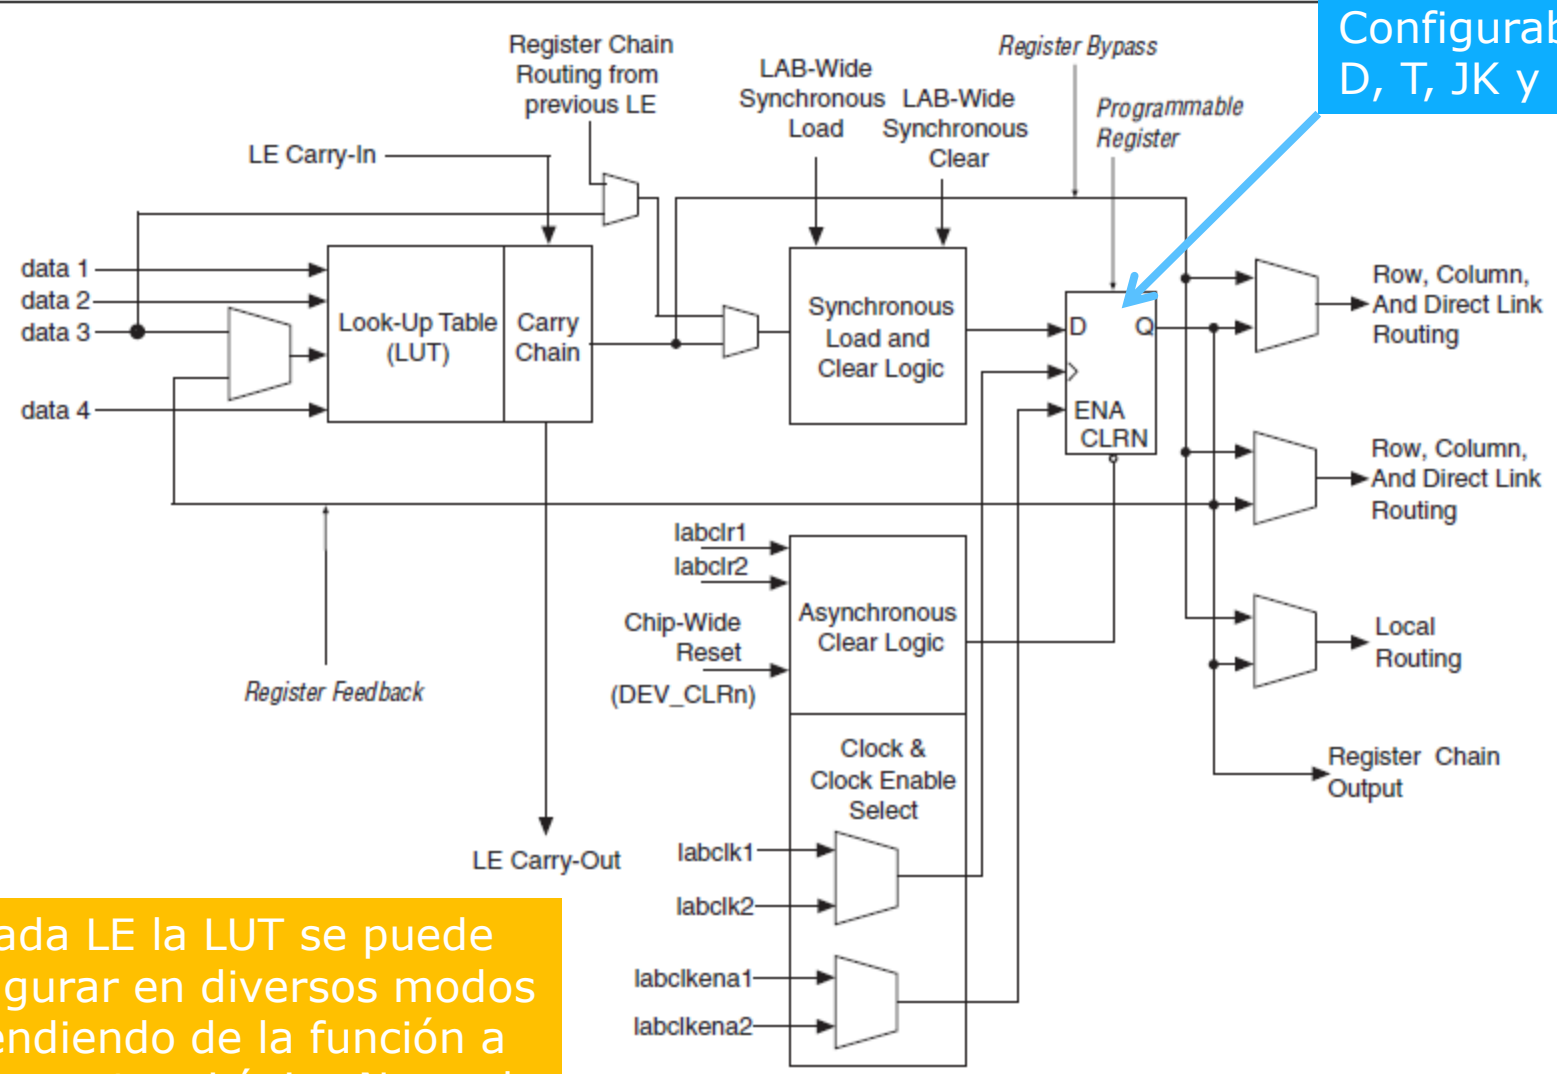 Register Chain
Routing from
previous LE
LE Carry-In
LAB-Wide
Synchronous
Load
LAB-Wide
Synchronous
Clear
Register Bypass
Programmable
Register
D, T, JK y
data 1
data 2
data 3
data 4
Look-Up Table
(LUT)
Carry
Chain
Synchronous
Load and
Clear Logic
D
Q
ENA
CLRN
Row, Column,
And Direct Link
Routing
Row, Column,
And Direct Link
Routing
Local
Routing
Register Chain
Output
Register Feedback
labclr1
labclr2
Chip-Wide
Reset
(DEV_CLRn)
Asynchronous
Clear Logic
Clock &
Clock Enable
Select
labclk1
labclk2
labclkena1
labclkena2
LE Carry-Out
LE la LUT se puede
en diversos modos
de la función a